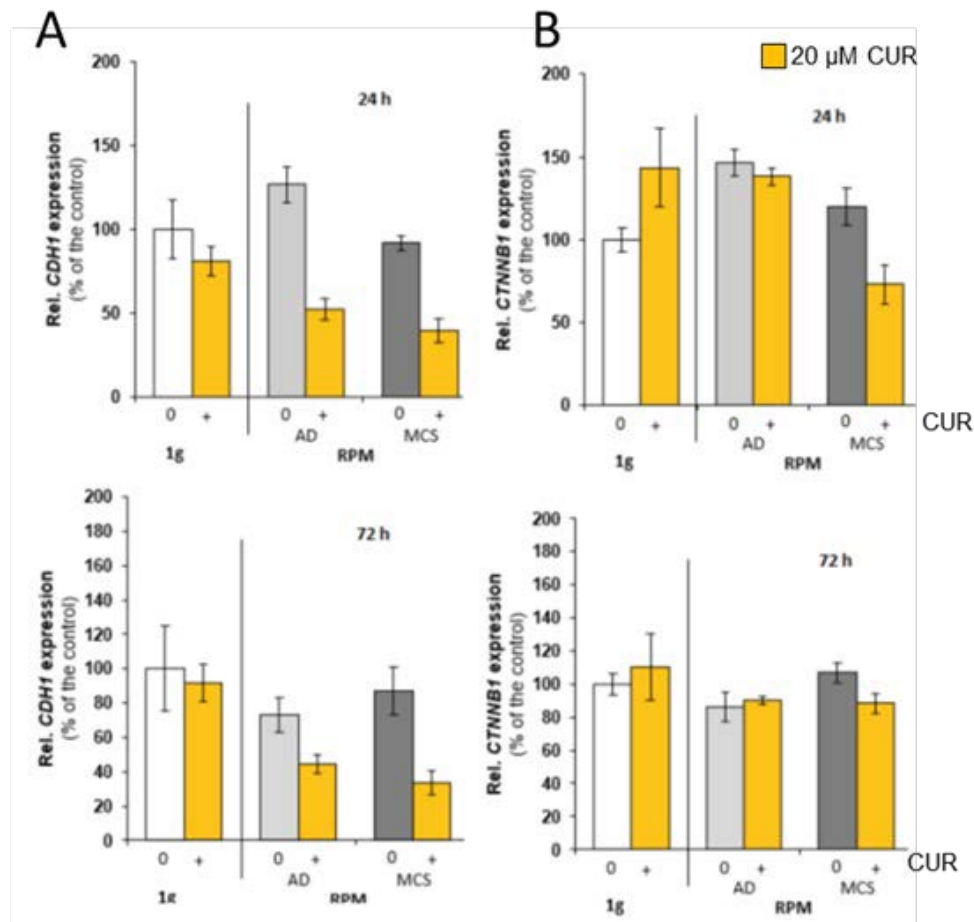 A
B
20 µM CUR
Rel. CDH1 expression
(% of the control)
200
150
100
50
0
24 h
0 + 0 + 0 +
AD MCS
1g RPM
Rel. CTNNB1 expression
(% of the control)
200
150
100
50
0
24 h
0 + 0 + 0 +
CUR
AD MCS
1g RPM
Rel. CDH1 expression
(% of the control)
200
180
160
140
120
100
80
60
40
20
0
72 h
0 + 0 + 0 +
AD MCS
1g RPM
Rel. CTNNB1 expression
(% of the control)
200
180
160
140
120
100
80
60
40
20
0
72 h
0 + 0 + 0 +
CUR
AD MCS
1g RPM